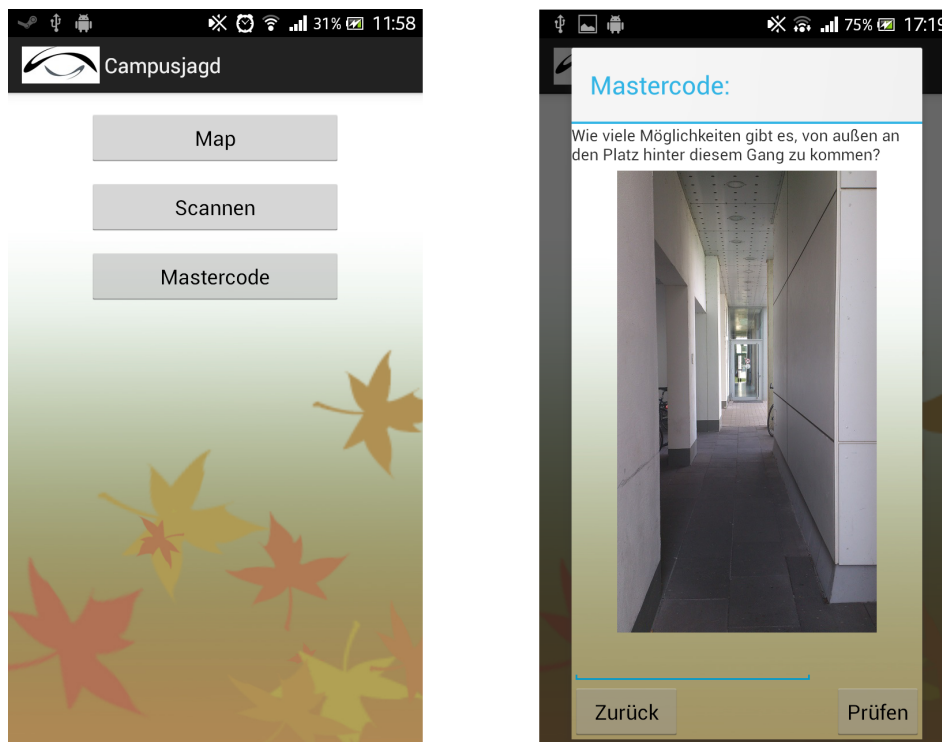 31% 11:58
Campusjagd
Map
Scannen
Mastercode
75% 17:19
Mastercode:
Wie viele Möglichkeiten gibt es, von außen an
den Platz hinter diesem Gang zu kommen?
Zurück Prüfen